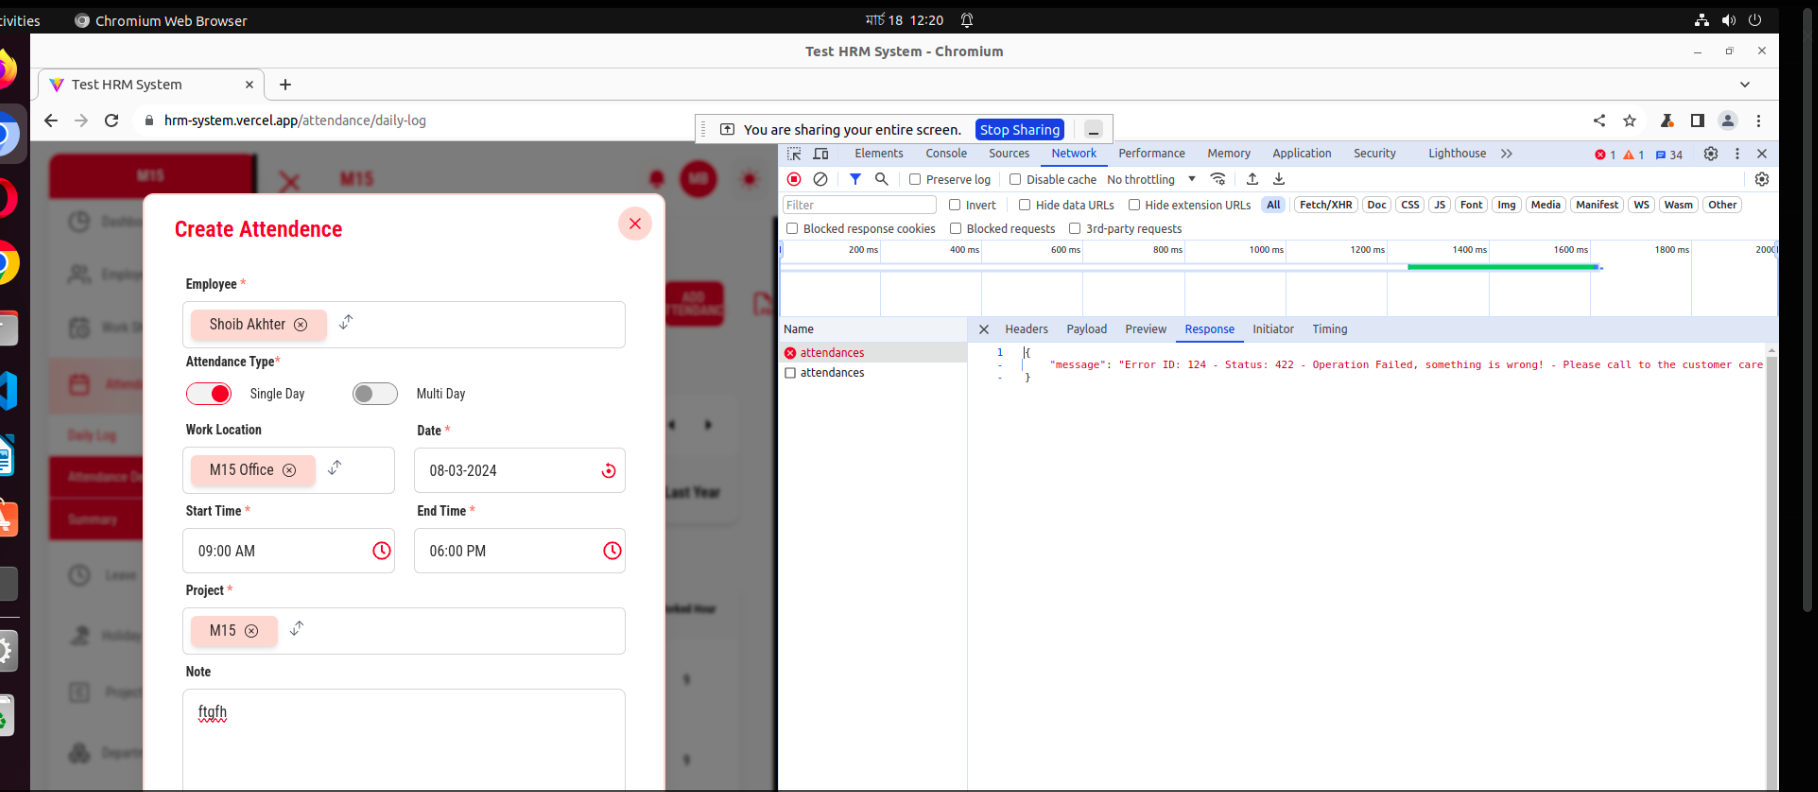 tivities
Chromium Web Browser
মার্চ 18 12:20
Test HRM System - Chromium
Test HRM System
hrm-system.vercel.app/attendance/daily-log
You are sharing your entire screen. Stop Sharing
M15
M15
MB
Create Attendence
Employee *
Shoib Akhter
Attendance Type*
Single Day
Multi Day
Work Location
Date *
M15 Office
08-03-2024
Start Time *
End Time *
09:00 AM
06:00 PM
Project *
M15
Note
ftgfh
Daily Log
Summary
Leave
Holiday
Project
ADD
Last Year
9
9
Elements Console Sources Network Performance Memory Application Security Lighthouse
1 1 34
Preserve log Disable cache No throttling
Filter Invert Hide data URLs Hide extension URLs All Fetch/XHR Doc CSS JS Font Img Media Manifest WS Wasm Other
Blocked response cookies Blocked requests 3rd-party requests
200 ms 400 ms 600 ms 800 ms 1000 ms 1200 ms 1400 ms 1600 ms 1800 ms 2000
Name Headers Payload Preview Response Initiator Timing
attendances
attendances
1 {
- "message": "Error ID: 124 - Status: 422 - Operation Failed, something is wrong! - Please call to the customer care
- }